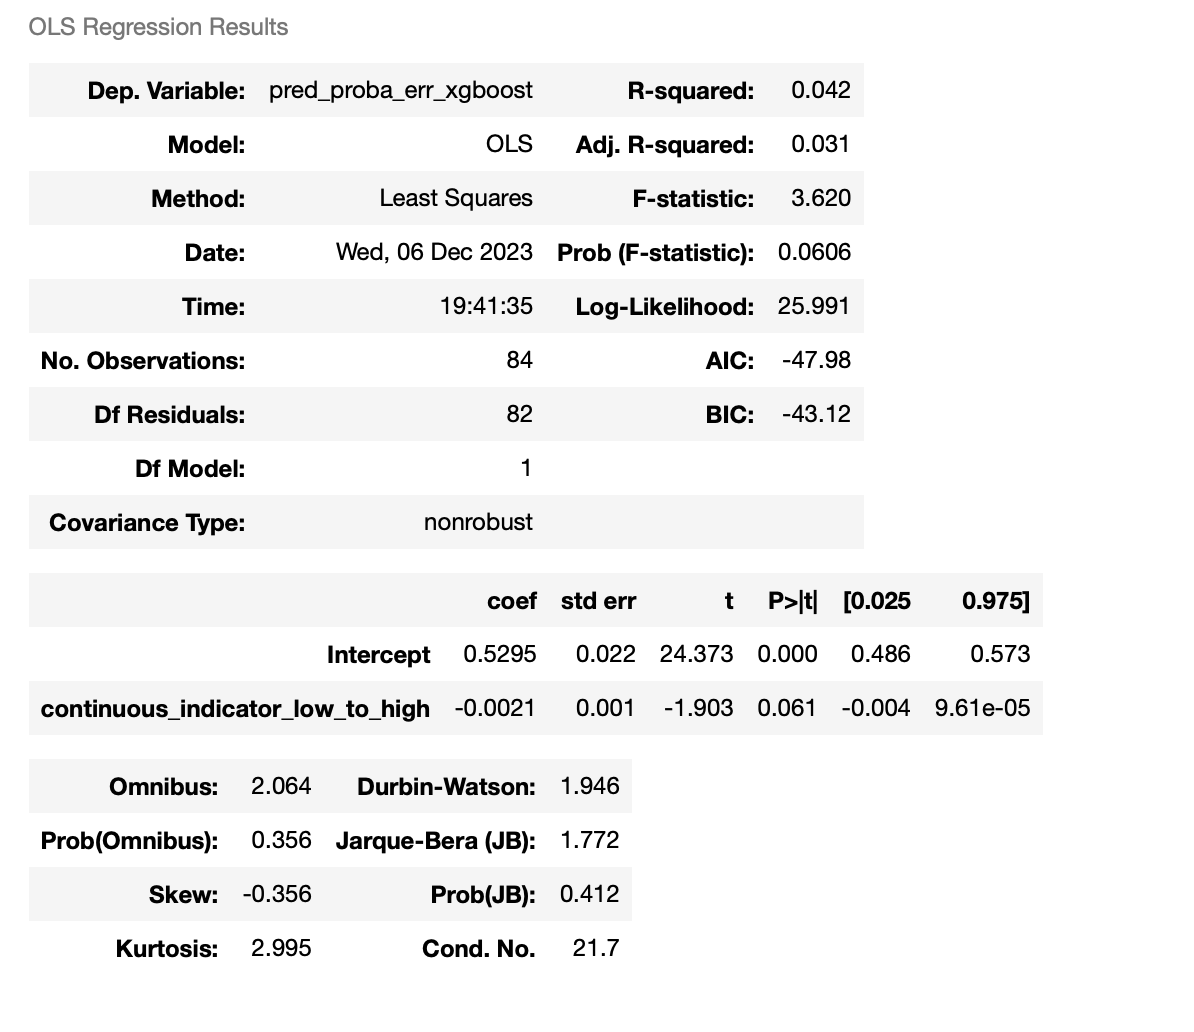 OLS Regression Results
Dep. Variable: pred_proba_err_xgboost R-squared: 0.042
Model: OLS Adj. R-squared: 0.031
Method: Least Squares F-statistic: 3.620
Date: Wed, 06 Dec 2023 Prob (F-statistic): 0.0606
Time: 19:41:35 Log-Likelihood: 25.991
No. Observations: 84 AIC: -47.98
Df Residuals: 82 BIC: -43.12
Df Model: 1
Covariance Type: nonrobust
coef std err t P>|t| [0.025 0.975]
Intercept 0.5295 0.022 24.373 0.000 0.486 0.573
continuous_indicator_low_to_high -0.0021 0.001 -1.903 0.061 -0.004 9.61e-05
Omnibus: 2.064 Durbin-Watson: 1.946
Prob(Omnibus): 0.356 Jarque-Bera (JB): 1.772
Skew: -0.356 Prob(JB): 0.412
Kurtosis: 2.995 Cond. No. 21.7